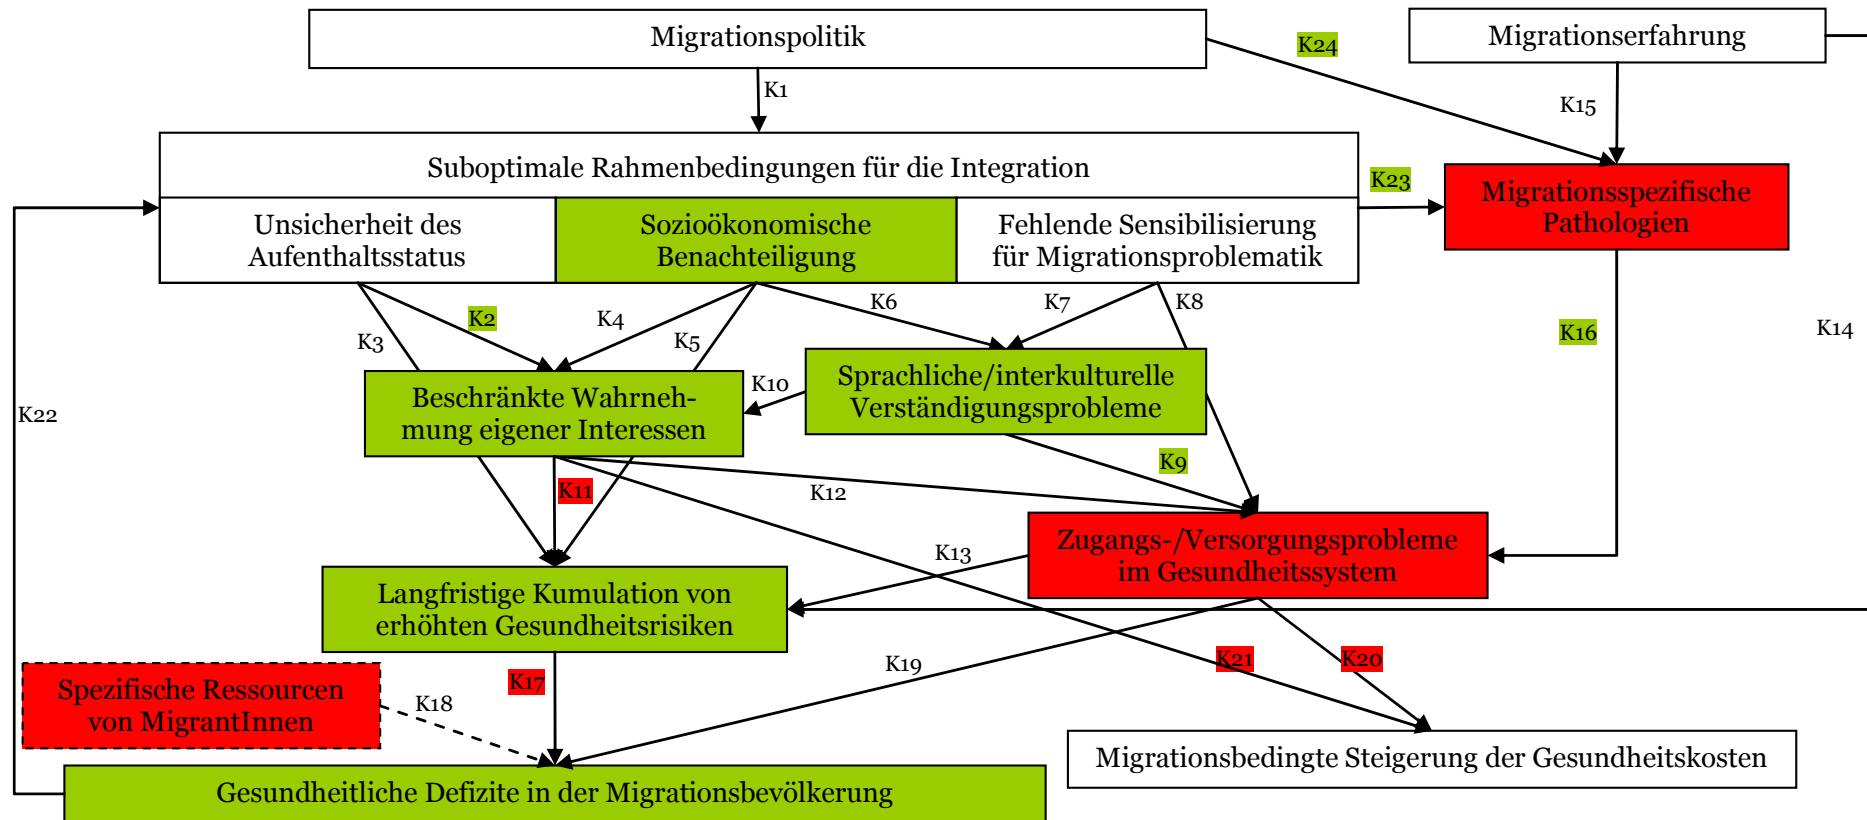 Migrationspolitik
K24
Migrationserfahrung
K1
K15
Suboptimale Rahmenbedingungen für die Integration
K23
Migrationsspezifische
Pathologien
Unsicherheit des
Aufenthaltsstatus
Sozioökonomische
Benachteiligung
Fehlende Sensibilisierung
für Migrationsproblematik
K2
K3
K4
K5
K6
K7
K8
K16
K14
K22
Beschränkte Wahrneh-
mung eigener Interessen
K10
Sprachliche/interkulturelle
Verständigungsprobleme
K9
K11
K12
K13
Zugangs-/Versorgungsprobleme
im Gesundheitssystem
Langfristige Kumulation von
erhöhten Gesundheitsrisiken
K17
K18
K19
K21
K20
Spezifische Ressourcen
von MigrantInnen
Migrationsbedingte Steigerung der Gesundheitskosten
Gesundheitliche Defizite in der Migrationsbevölkerung